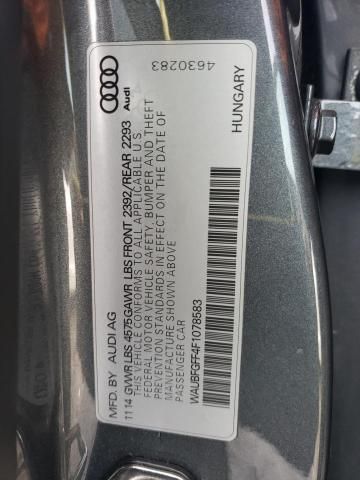 Audi
4630283
MFD. BY AUDI AG
11 14 GVWR LBS 4575 GAWR LBS FRONT 2392/REAR 2293
THIS VEHICLE CONFORMS TO ALL APPLICABLE U.S.
FEDERAL MOTOR VEHICLE SAFETY, BUMPER AND THEFT
PREVENTION STANDARDS IN EFFECT ON THE DATE OF
MANUFACTURE SHOWN ABOVE
PASSENGER CAR
WAUBFGFF4F1078583
HUNGARY